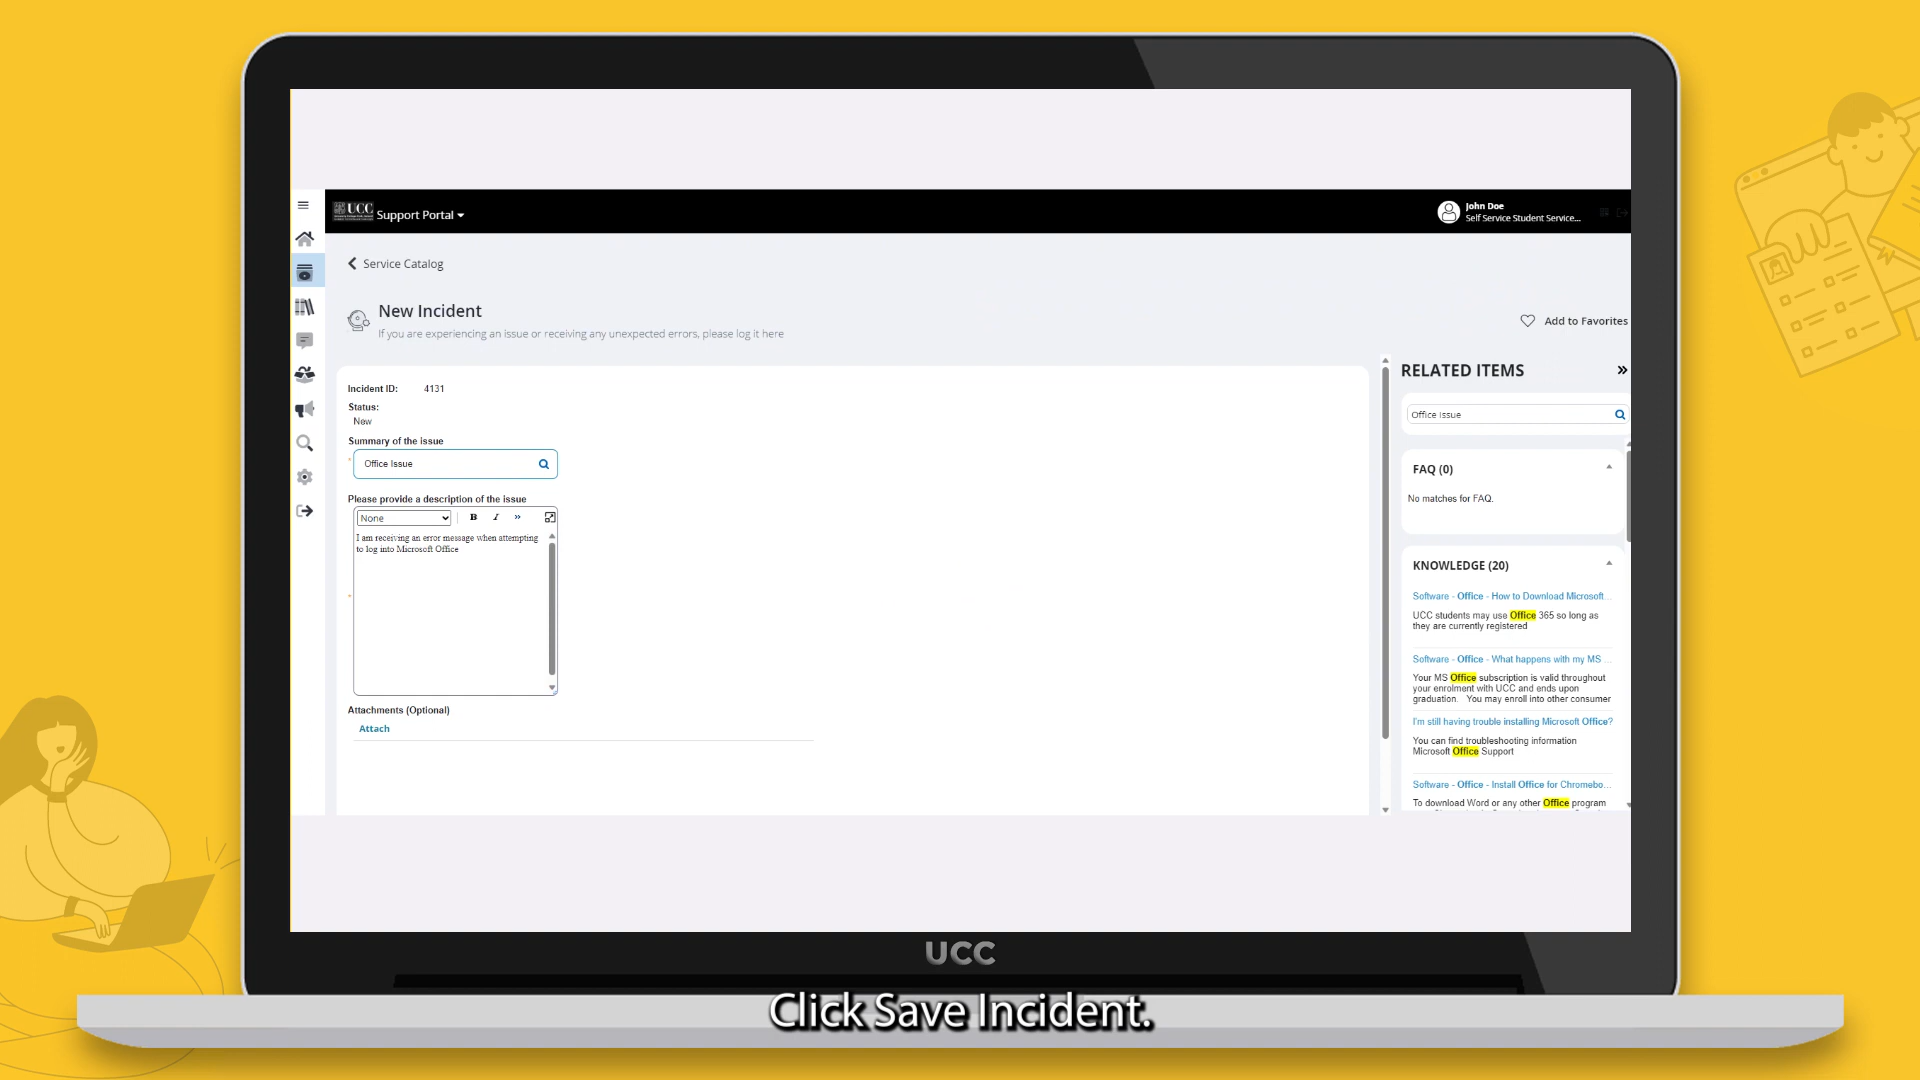 UCC
Support Portal
John Doe
Self Service Student Service...
Service Catalog
New Incident
If you are experiencing an issue or receiving any unexpected errors, please log it here
Add to Favorites
Incident ID: 4131
Status:
New
Summary of the issue
* Office Issue
Please provide a description of the issue
None B I »
I am receiving an error message when attempting
to log into Microsoft Office
*
Attachments (Optional)
Attach
RELATED ITEMS »
Office Issue
FAQ (0)
No matches for FAQ.
KNOWLEDGE (20)
Software - Office - How to Download Microsoft...
UCC students may use Office 365 so long as
they are currently registered
Software - Office - What happens with my MS ...
Your MS Office subscription is valid throughout
your enrolment with UCC and ends upon
graduation. You may enroll into other consumer
I'm still having trouble installing Microsoft Office?
You can find troubleshooting information
Microsoft Office Support
Software - Office - Install Office for Chromebo...
To download Word or any other Office program
UCC
Click Save Incident.